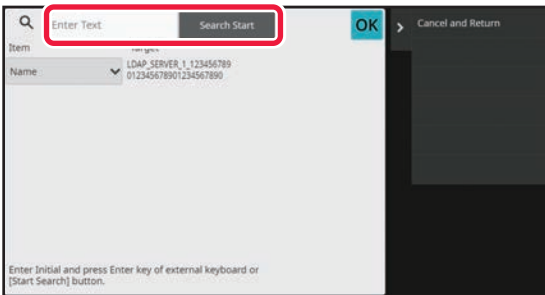 Enter Text
Search Start
OK
Cancel and Return
Item
Target
Name
LDAP_SERVER_1_123456789
012345678901234567890
Enter Initial and press Enter key of external keyboard or
[Start Search] button.